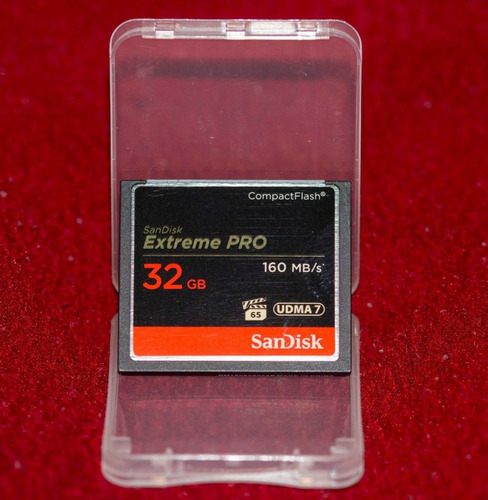 CompactFlash®
SanDisk
Extreme PRO
32 GB
160 MB/s*
65
UDMA 7
SanDisk